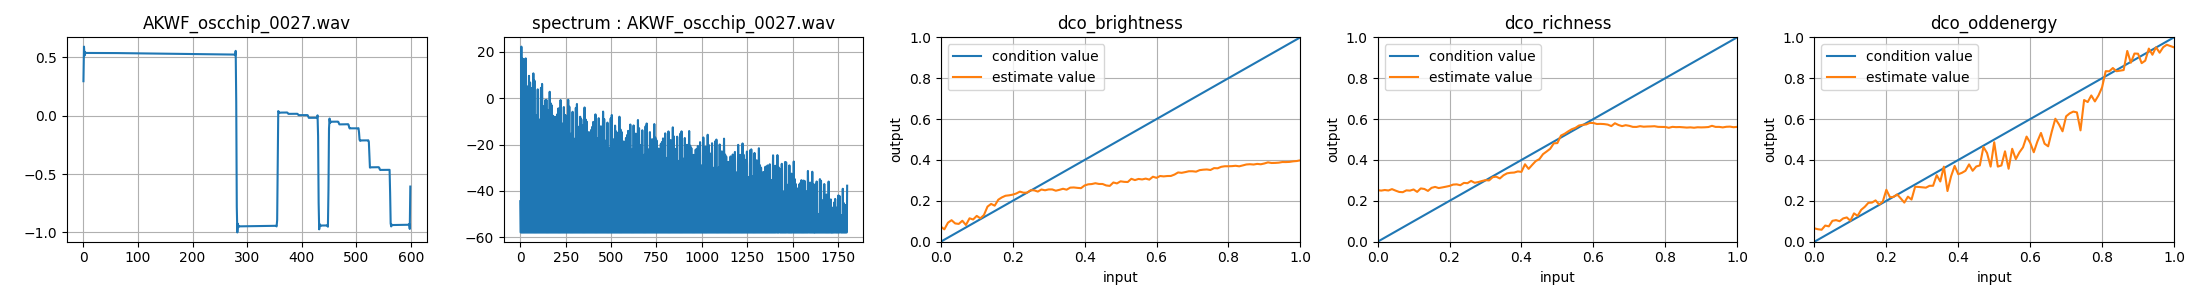 AKWF_oscchip_0027.wav
0.5
0.0
−0.5
−1.0
0 100 200 300 400 500 600
spectrum : AKWF_oscchip_0027.wav
20
0
−20
−40
−60
0 250 500 750 1000 1250 1500 1750
dco_brightness
condition value
estimate value
output
1.0
0.8
0.6
0.4
0.2
0.0
0.0 0.2 0.4 0.6 0.8 1.0
input
dco_richness
condition value
estimate value
output
1.0
0.8
0.6
0.4
0.2
0.0
0.0 0.2 0.4 0.6 0.8 1.0
input
dco_oddenergy
condition value
estimate value
output
1.0
0.8
0.6
0.4
0.2
0.0
0.0 0.2 0.4 0.6 0.8 1.0
input